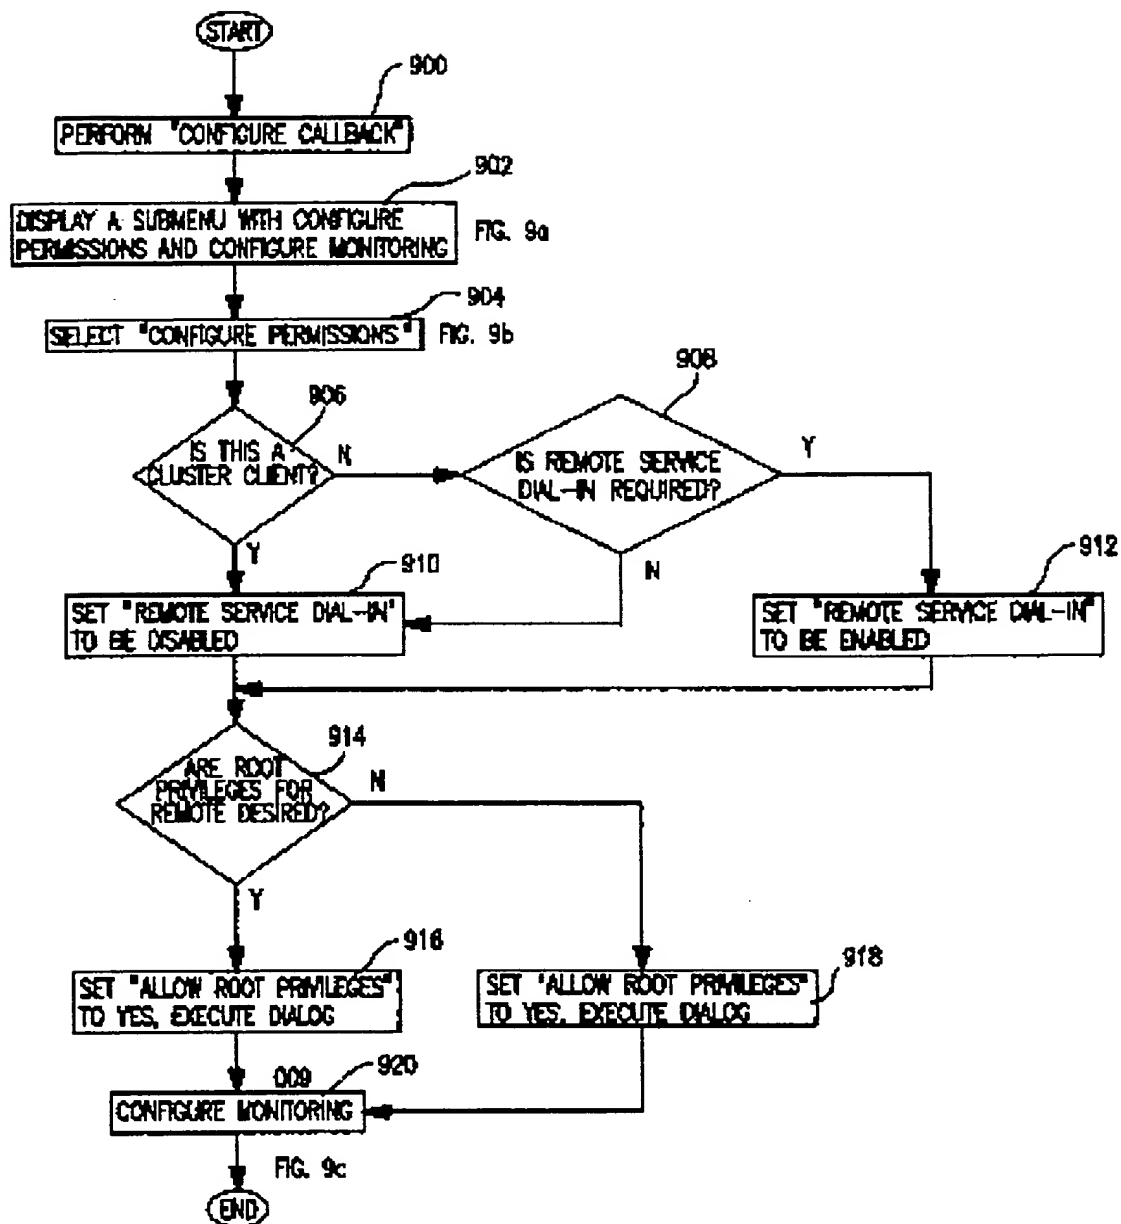 START
900
PERFORM "CONFIGURE CALLBACK"
902
DISPLAY A SUBMENU WITH CONFIGURE
PERMISSIONS AND CONFIGURE MONITORING
FIG. 9a
904
SELECT "CONFIGURE PERMISSIONS"
FIG. 9b
906
IS THIS A
CLUSTER CLIENT?
N
Y
908
IS REMOTE SERVICE
DIAL-IN REQUIRED?
Y
N
910
SET "REMOTE SERVICE DIAL-IN"
TO BE DISABLED
912
SET "REMOTE SERVICE DIAL-IN"
TO BE ENABLED
914
ARE ROOT
PRIVILEGES FOR
REMOTE DESIRED?
N
Y
916
SET "ALLOW ROOT PRIVILEGES"
TO YES, EXECUTE DIALOG
918
SET "ALLOW ROOT PRIVILEGES"
TO YES, EXECUTE DIALOG
009
920
CONFIGURE MONITORING
FIG. 9c
END